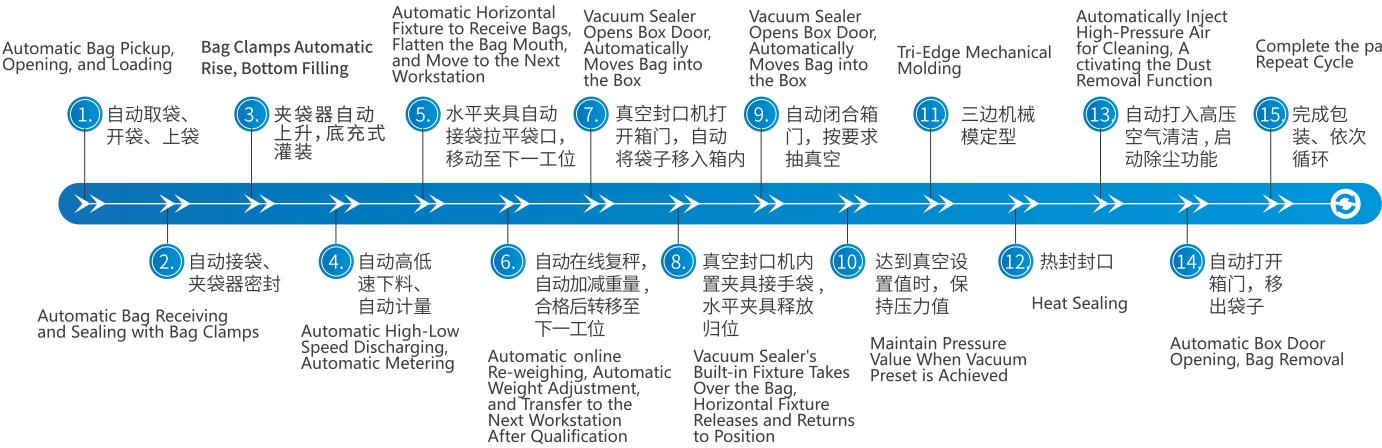 Automatic Bag Pickup,
Opening, and Loading
1.
自动取袋、
开袋、上袋
2.
自动接袋、
夹袋器密封
Automatic Bag Receiving
and Sealing with Bag Clamps
Bag Clamps Automatic
Rise, Bottom Filling
3.
夹袋器自动
上升，底充式
灌装
4.
自动高低
速下料、
自动计量
Automatic High-Low
Speed Discharging,
Automatic Metering
Automatic Horizontal
Fixture to Receive Bags,
Flatten the Bag Mouth,
and Move to the Next
Workstation
5.
水平夹具自动
接袋拉平袋口，
移动至下一工位
6.
自动在线复秤，
自动加减重量，
合格后转移至
下一工位
Automatic online
Re-weighing, Automatic
Weight Adjustment,
and Transfer to the
Next Workstation
After Qualification
Vacuum Sealer
Opens Box Door,
Automatically
Moves Bag into
the Box
7.
真空封口机打
开箱门，自动
将袋子移入箱内
8.
真空封口机内
置夹具接手袋，
水平夹具释放
归位
Vacuum Sealer's
Built-in Fixture Takes
Over the Bag,
Horizontal Fixture
Releases and Returns
to Position
Vacuum Sealer
Opens Box Door,
Automatically
Moves Bag into
the Box
9.
自动闭合箱
门，按要求
抽真空
10.
达到真空设
置值时，保
持压力值
Maintain Pressure
Value When Vacuum
Preset is Achieved
Tri-Edge Mechanical
Molding
11.
三边机械
模定型
12.
热封封口
Heat Sealing
Automatically Inject
High-Pressure Air
for Cleaning, A
ctivating the Dust
Removal Function
13.
自动打入高压
空气清洁，启
动除尘功能
14.
自动打开
箱门，移
出袋子
Automatic Box Door
Opening, Bag Removal
Complete the pa
Repeat Cycle
15.
完成包
装、依次
循环